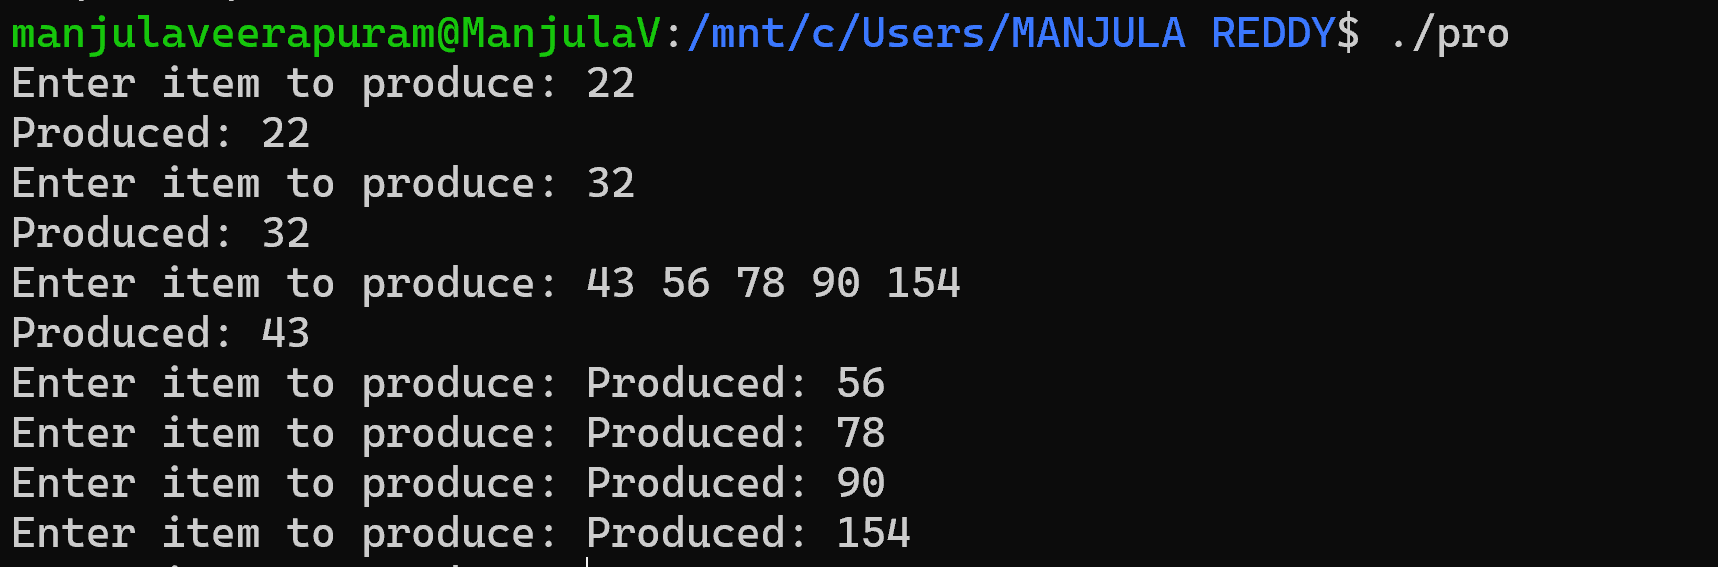 manjulaveerapuram@ManjulaV:/mnt/c/Users/MANJULA REDDY$ ./pro
Enter item to produce: 22
Produced: 22
Enter item to produce: 32
Produced: 32
Enter item to produce: 43 56 78 90 154
Produced: 43
Enter item to produce: Produced: 56
Enter item to produce: Produced: 78
Enter item to produce: Produced: 90
Enter item to produce: Produced: 154